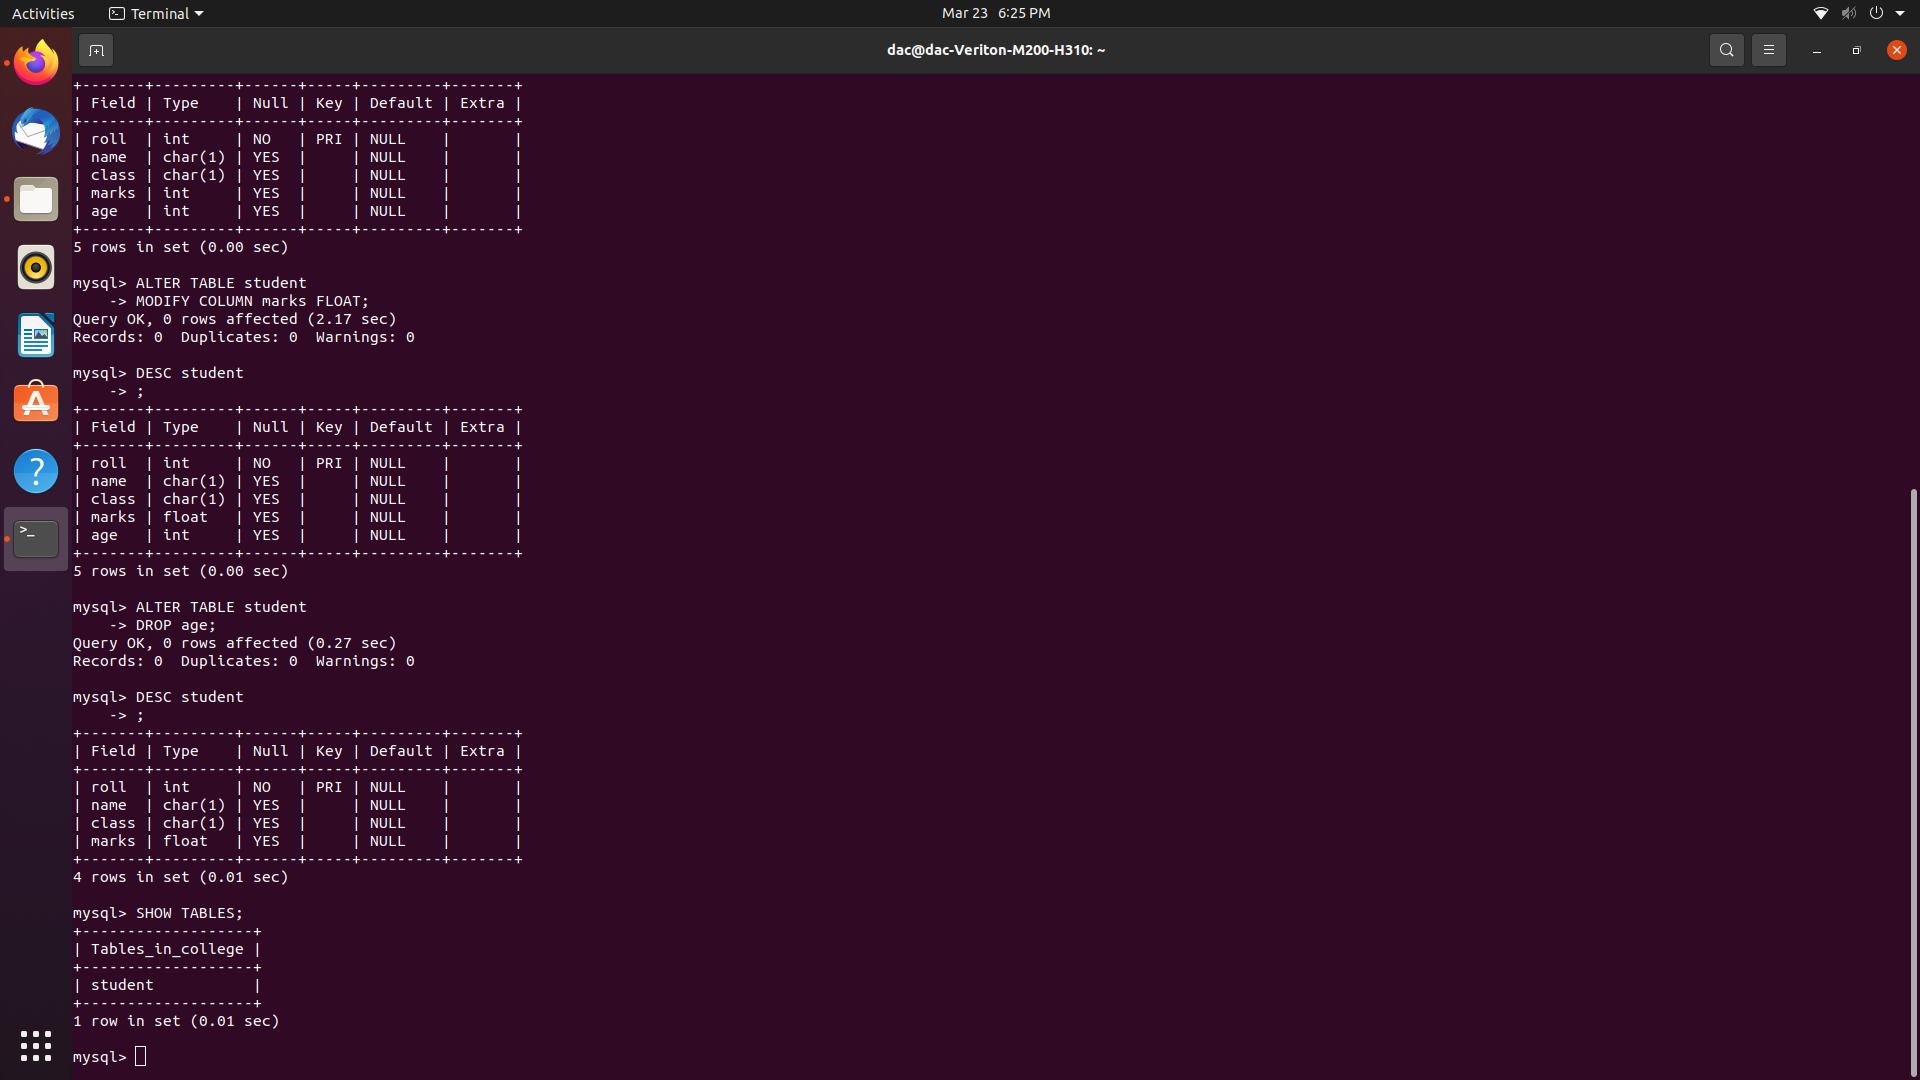 Activities
Terminal
Mar 23 6:25 PM
dac@dac-Veriton-M200-H310: ~
+-------+---------+------+-----+---------+-------+
| Field | Type    | Null | Key | Default | Extra |
+-------+---------+------+-----+---------+-------+
| roll  | int     | NO   | PRI | NULL    |       |
| name  | char(1) | YES  |     | NULL    |       |
| class | char(1) | YES  |     | NULL    |       |
| marks | int     | YES  |     | NULL    |       |
| age   | int     | YES  |     | NULL    |       |
+-------+---------+------+-----+---------+-------+
5 rows in set (0.00 sec)
mysql> ALTER TABLE student
    -> MODIFY COLUMN marks FLOAT;
Query OK, 0 rows affected (2.17 sec)
Records: 0  Duplicates: 0  Warnings: 0
mysql> DESC student
    -> ;
+-------+---------+------+-----+---------+-------+
| Field | Type    | Null | Key | Default | Extra |
+-------+---------+------+-----+---------+-------+
| roll  | int     | NO   | PRI | NULL    |       |
| name  | char(1) | YES  |     | NULL    |       |
| class | char(1) | YES  |     | NULL    |       |
| marks | float   | YES  |     | NULL    |       |
| age   | int     | YES  |     | NULL    |       |
+-------+---------+------+-----+---------+-------+
5 rows in set (0.00 sec)
mysql> ALTER TABLE student
    -> DROP age;
Query OK, 0 rows affected (0.27 sec)
Records: 0  Duplicates: 0  Warnings: 0
mysql> DESC student
    -> ;
+-------+---------+------+-----+---------+-------+
| Field | Type    | Null | Key | Default | Extra |
+-------+---------+------+-----+---------+-------+
| roll  | int     | NO   | PRI | NULL    |       |
| name  | char(1) | YES  |     | NULL    |       |
| class | char(1) | YES  |     | NULL    |       |
| marks | float   | YES  |     | NULL    |       |
+-------+---------+------+-----+---------+-------+
4 rows in set (0.01 sec)
mysql> SHOW TABLES;
+-------------------+
| Tables_in_college |
+-------------------+
| student           |
+-------------------+
1 row in set (0.01 sec)
mysql>